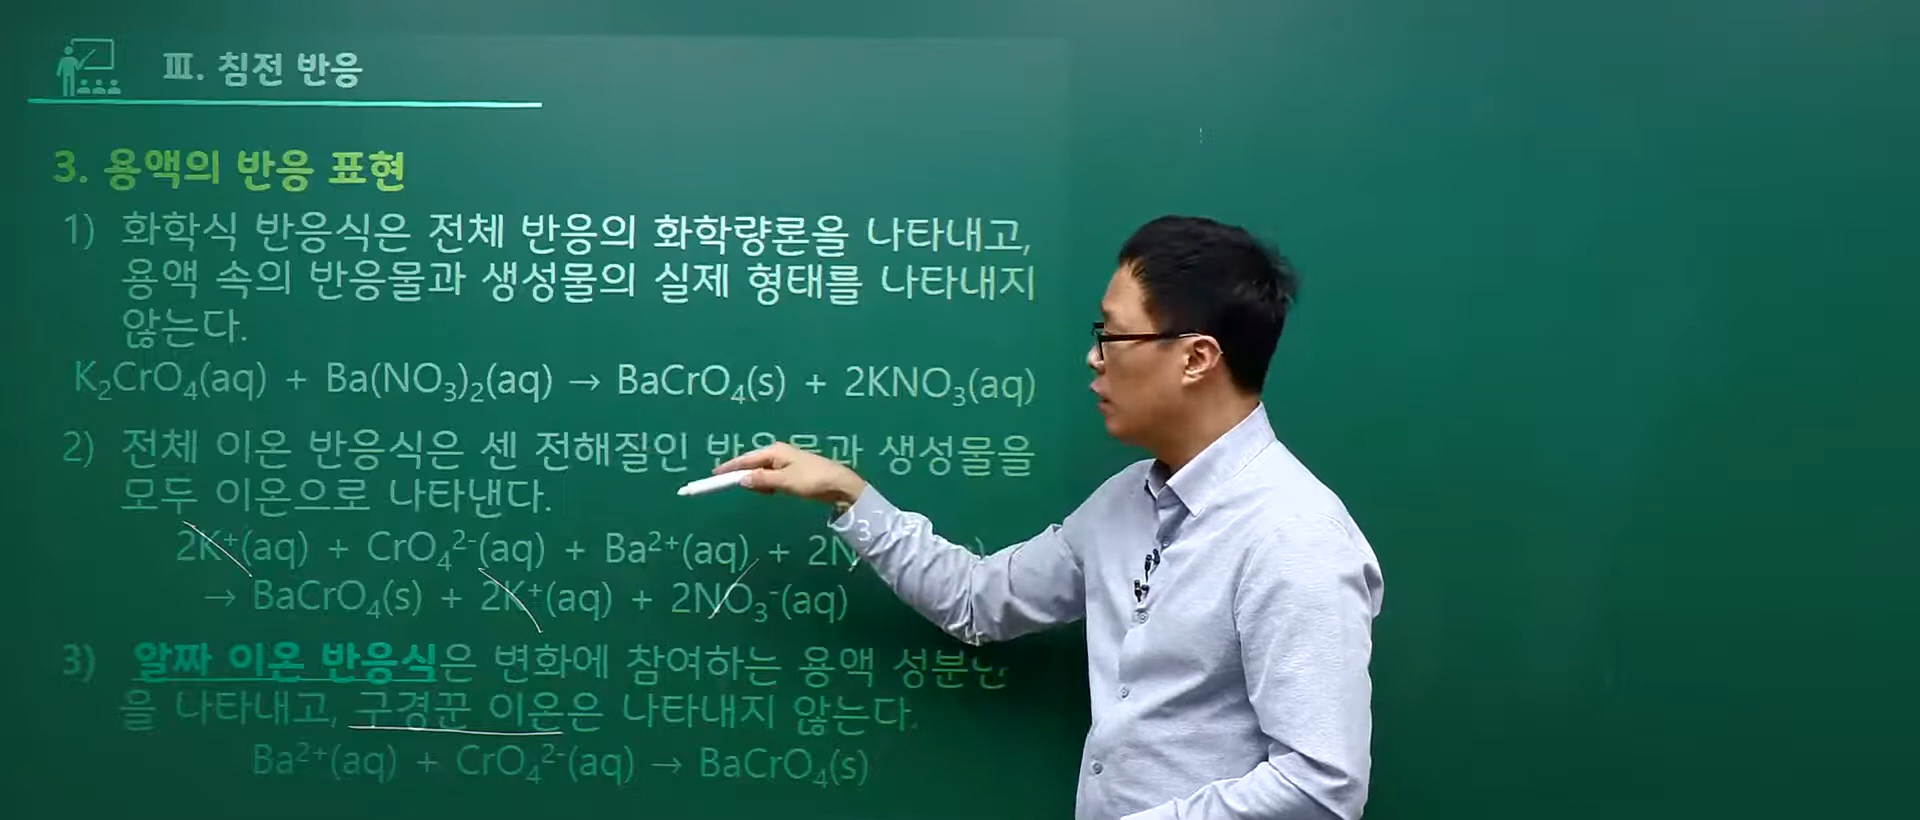 Ⅲ. 침전 반응
3. 용액의 반응 표현
1) 화학식 반응식은 전체 반응의 화학량론을 나타내고,
용액 속의 반응물과 생성물의 실제 형태를 나타내지
않는다.
K₂CrO₄(aq) + Ba(NO₃)₂(aq) → BaCrO₄(s) + 2KNO₃(aq)
2) 전체 이온 반응식은 센 전해질인 반응물과 생성물을
모두 이온으로 나타낸다.
2K⁺(aq) + CrO₄²⁻(aq) + Ba²⁺(aq) + 2N
→ BaCrO₄(s) + 2K⁺(aq) + 2NO₃⁻(aq)
3) 알짜 이온 반응식은 변화에 참여하는 용액 성분만
을 나타내고, 구경꾼 이온은 나타내지 않는다.
Ba²⁺(aq) + CrO₄²⁻(aq) → BaCrO₄(s)